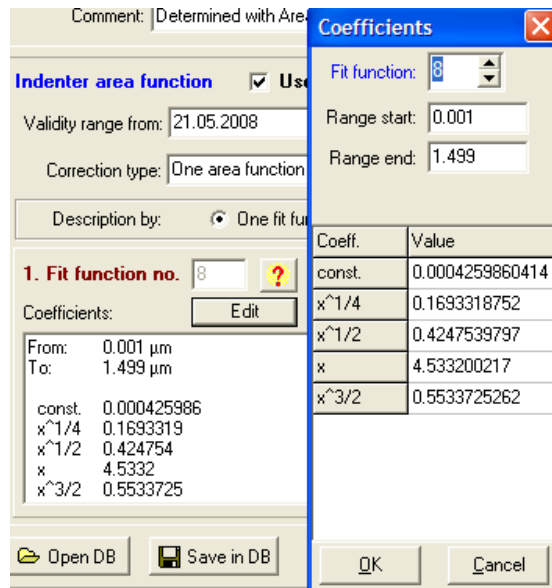 Comment: Determined with Area
Indenter area function Use
Validity range from: 21.05.2008
Correction type: One area function
Description by: One fit fun
1. Fit function no. 8 ?
Coefficients: Edit
From: 0.001 µm
To: 1.499 µm
const. 0.000425986
x^1/4 0.1693319
x^1/2 0.424754
x 4.5332
x^3/2 0.5533725
Open DB Save in DB
Coefficients
Fit function: 8
Range start: 0.001
Range end: 1.499
Coeff. Value
const. 0.0004259860414
x^1/4 0.1693318752
x^1/2 0.4247539797
x 4.533200217
x^3/2 0.5533725262
OK Cancel